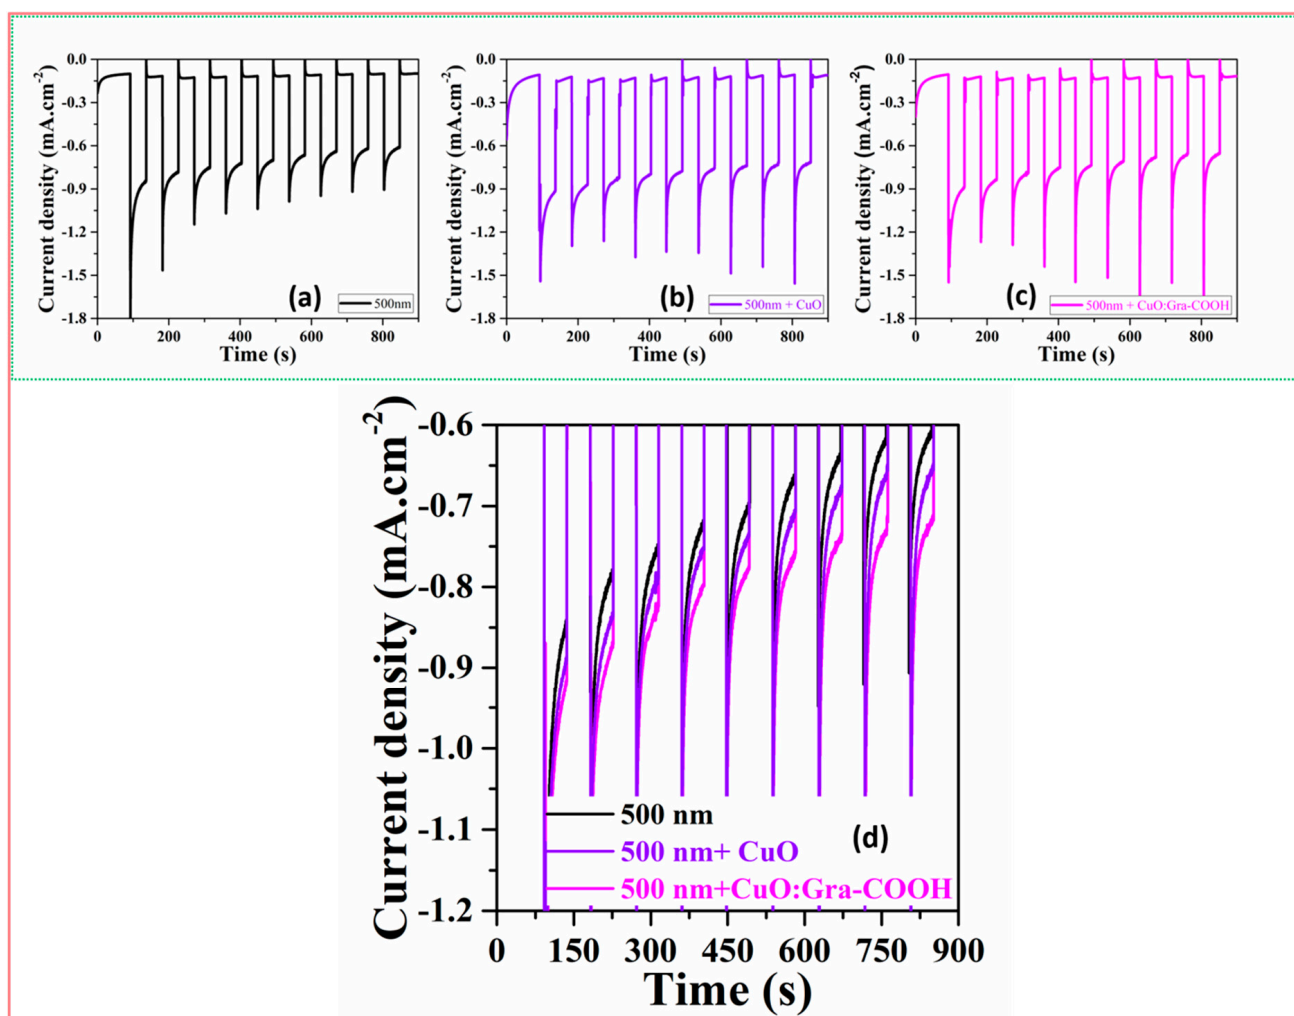 0.0
-0.3
-0.6
-0.9
-1.2
-1.5
-1.8
Current density (mA.cm-2)
0 200 400 600 800
Time (s)
(a)
500nm
0.0
-0.3
-0.6
-0.9
-1.2
-1.5
-1.8
Current density (mA.cm-2)
0 200 400 600 800
Time (s)
(b)
500nm + CuO
0.0
-0.3
-0.6
-0.9
-1.2
-1.5
-1.8
Current density (mA.cm-2)
0 200 400 600 800
Time (s)
(c)
500nm + CuO:Gra-COOH
-0.6
-0.7
-0.8
-0.9
-1.0
-1.1
-1.2
Current density (mA.cm-2)
500 nm
500 nm+ CuO
500 nm+CuO:Gra-COOH
(d)
0 150 300 450 600 750 900
Time (s)